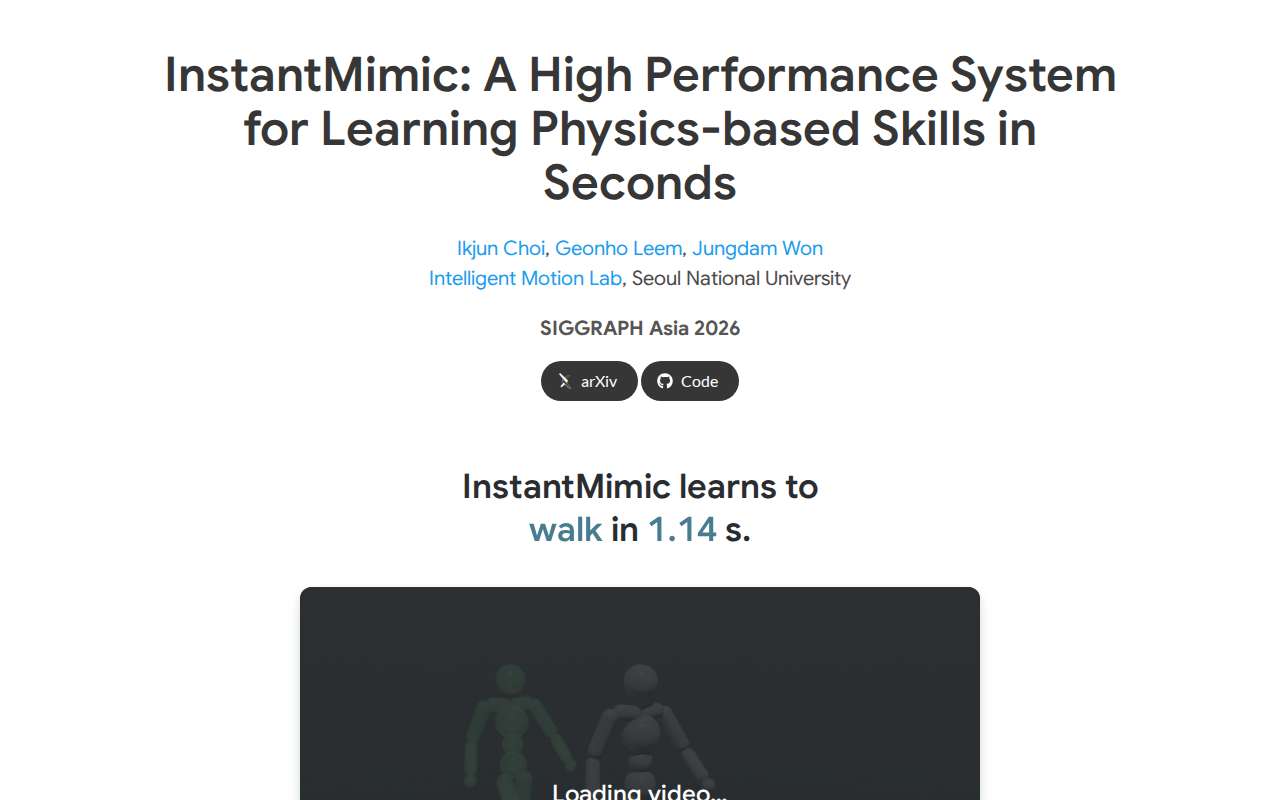 InstantMimic: A High Performance System
for Learning Physics-based Skills in
Seconds
Ikjun Choi, Geonho Leem, Jungdam Won
Intelligent Motion Lab, Seoul National University
SIGGRAPH Asia 2026
arXiv
Code
InstantMimic learns to
walk in 1.14 s.
Loading video...